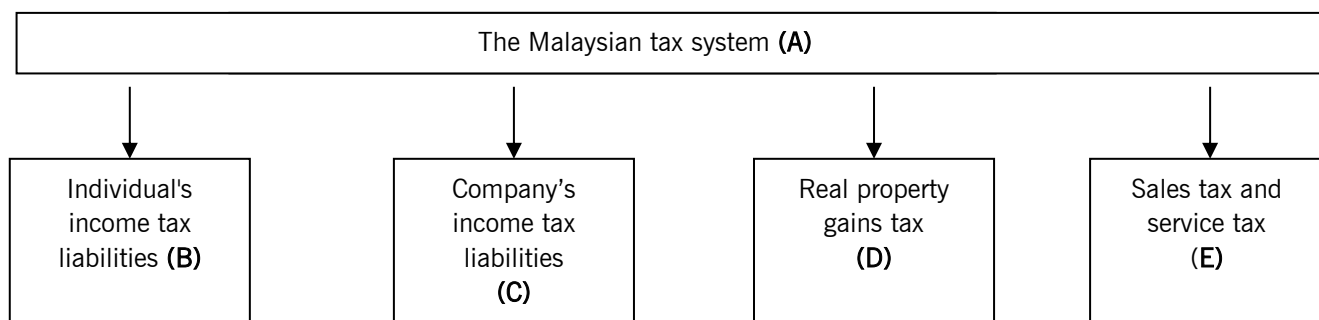 The Malaysian tax system (A)
Individual's
income tax
liabilities (B)
Company’s
income tax
liabilities
(C)
Real property
gains tax
(D)
Sales tax and
service tax
(E)